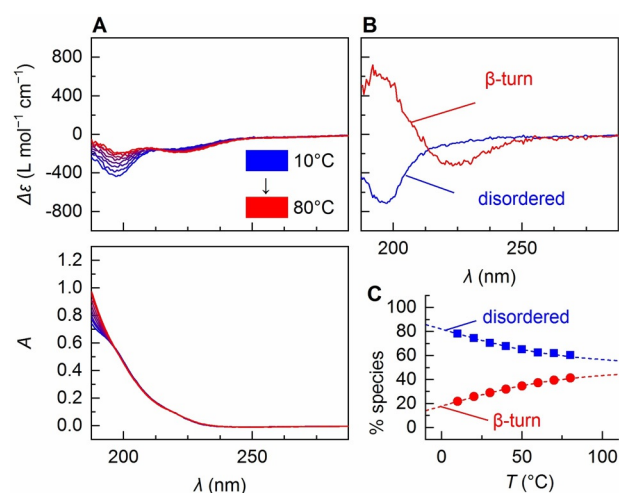 A
800
400
0
-400
-800
Δε (L mol⁻¹ cm⁻¹)
10°C
↓
80°C
200
250
B
β-turn
disordered
200
250
λ (nm)
1.2
1.0
0.8
0.6
0.4
0.2
0.0
A
200
250
λ (nm)
C
100
80
60
40
20
0
% species
disordered
β-turn
0
50
100
T (°C)